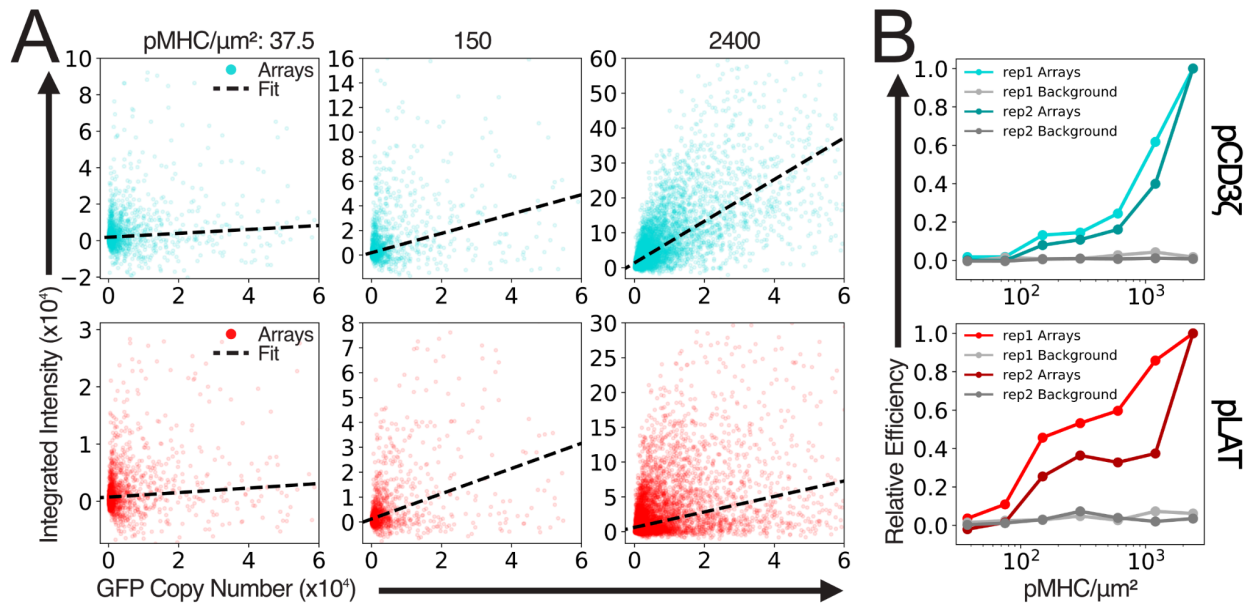 A
pMHC/μm²: 37.5
150
2400
B
10
8
6
4
2
0
−2
0 2 4 6
Arrays
Fit
16
14
12
10
8
6
4
2
0
0 2 4 6
60
50
40
30
20
10
0
0 2 4 6
1.0
0.8
0.6
0.4
0.2
0.0
10² 10³
rep1 Arrays
rep1 Background
rep2 Arrays
rep2 Background
pCD3ζ
Integrated Intensity (x10⁴)
3
2
1
0
0 2 4 6
Arrays
Fit
8
7
6
5
4
3
2
1
0
0 2 4 6
30
25
20
15
10
5
0
0 2 4 6
GFP Copy Number (x10⁴)
Relative Efficiency
1.0
0.8
0.6
0.4
0.2
0.0
10² 10³
rep1 Arrays
rep1 Background
rep2 Arrays
rep2 Background
pLAT
pMHC/μm²